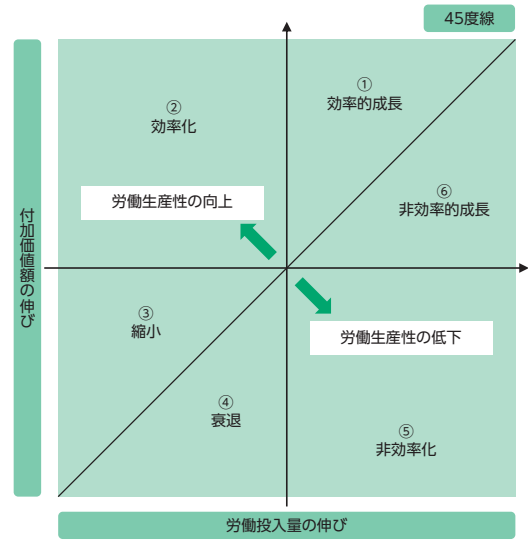 45度線
①
効率的成長
②
効率化
⑥
非効率的成長
労働生産性の向上
付加価値額の伸び
③
縮小
労働生産性の低下
④
衰退
⑤
非効率化
労働投入量の伸び